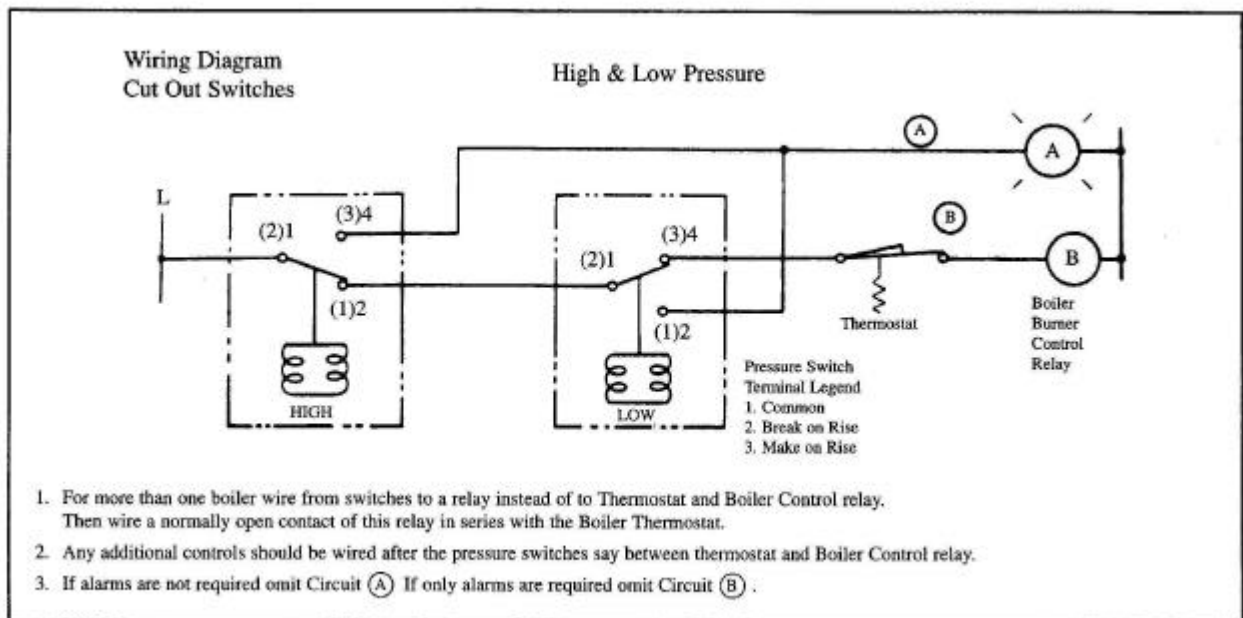 Wiring Diagram
Cut Out Switches
High & Low Pressure
A
A
L
(3)4
(2)1
(1)2
HIGH
(3)4
(2)1
(1)2
LOW
B
B
Thermostat
Boiler
Burner
Control
Relay
Pressure Switch
Terminal Legend
1. Common
2. Break on Rise
3. Make on Rise
1. For more than one boiler wire from switches to a relay instead of to Thermostat and Boiler Control relay.
Then wire a normally open contact of this relay in series with the Boiler Thermostat.
2. Any additional controls should be wired after the pressure switches say between thermostat and Boiler Control relay.
3. If alarms are not required omit Circuit A If only alarms are required omit Circuit B .